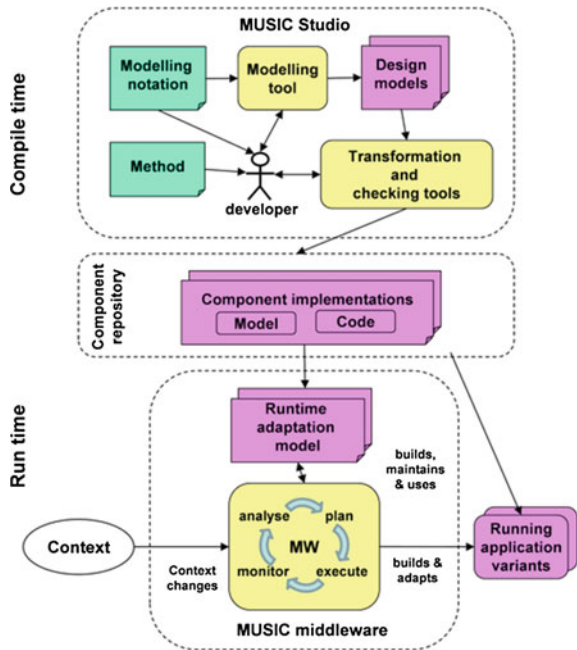 MUSIC Studio
Compile time
Modelling
notation
Modelling
tool
Design
models
Method
developer
Transformation
and
checking tools
Component
repository
Component implementations
Model
Code
Run time
Runtime
adaptation
model
builds,
maintains
& uses
Context
Context
changes
analyse
plan
MW
monitor
execute
builds &
adapts
Running
application
variants
MUSIC middleware